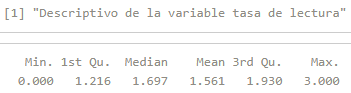 [1] "Descriptivo de la variable tasa de lectura"
Min. 1st Qu. Median Mean 3rd Qu. Max.
0.000 1.216 1.697 1.561 1.930 3.000